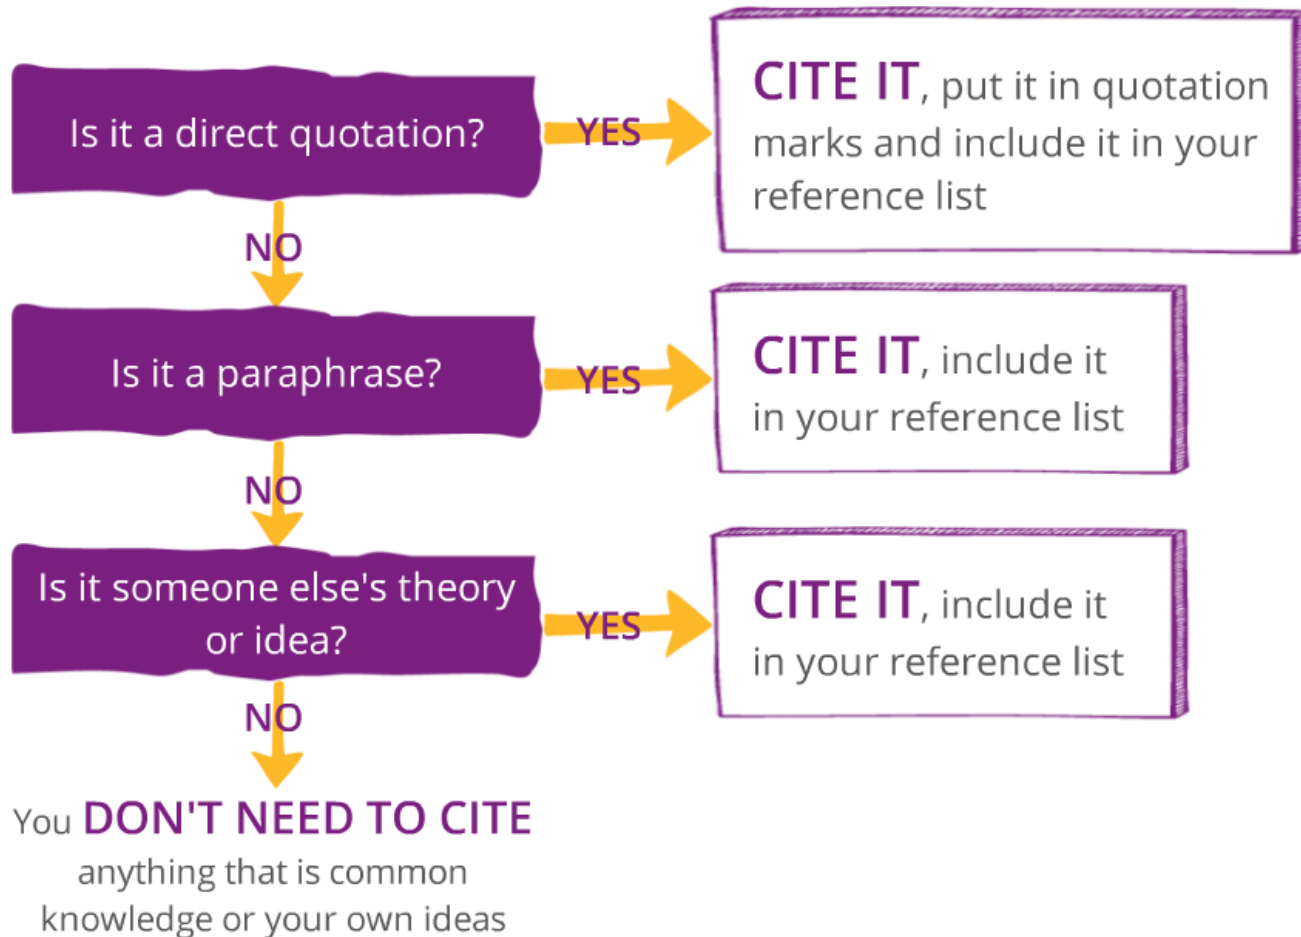 Is it a direct quotation?
YES
CITE IT, put it in quotation
marks and include it in your
reference list
NO
Is it a paraphrase?
YES
CITE IT, include it
in your reference list
NO
Is it someone else's theory
or idea?
YES
CITE IT, include it
in your reference list
NO
You DON'T NEED TO CITE
anything that is common
knowledge or your own ideas